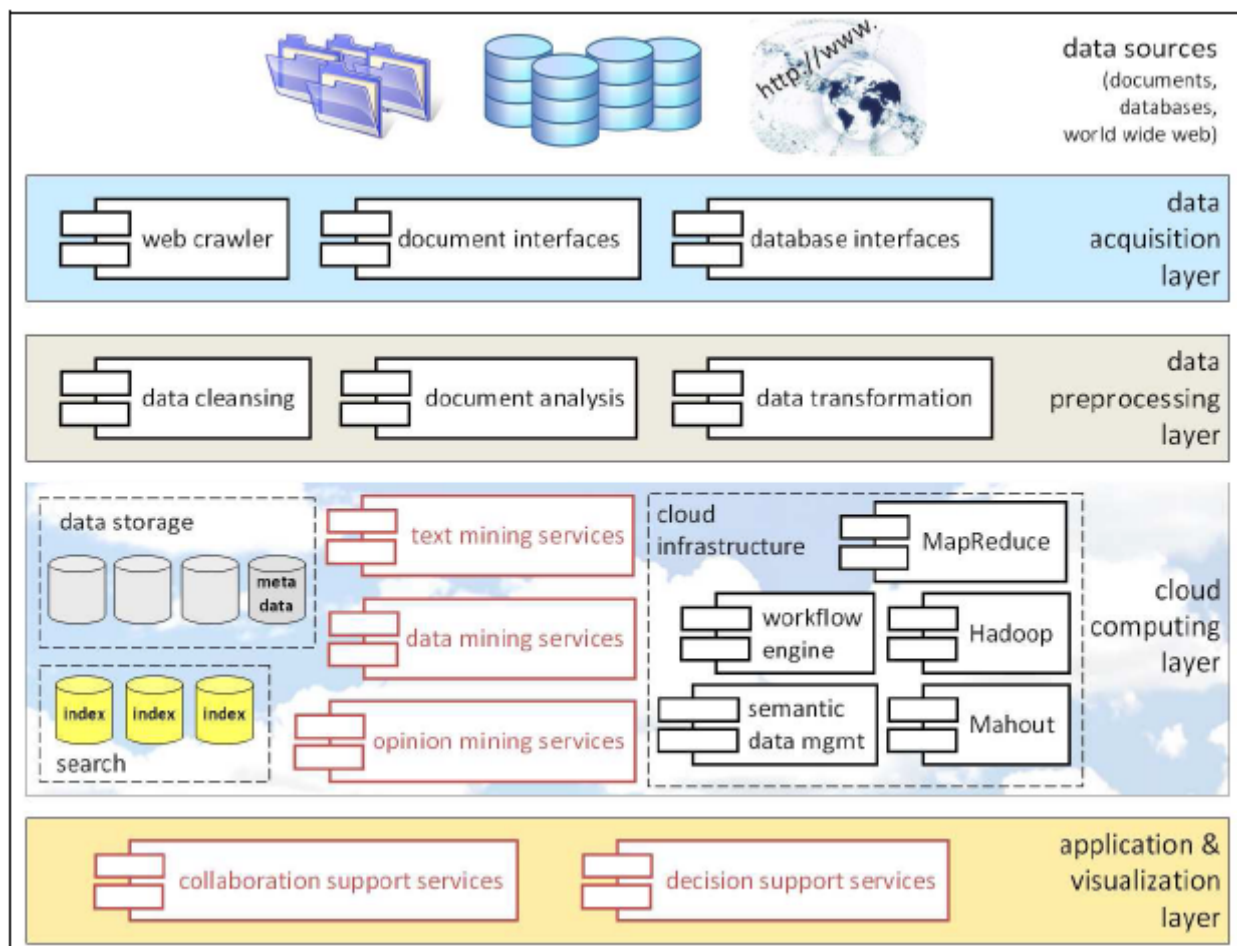 http://www.
data sources
(documents,
databases,
world wide web)
web crawler
document interfaces
database interfaces
data
acquisition
layer
data cleansing
document analysis
data transformation
data
preprocessing
layer
data storage
meta
data
index
index
index
search
text mining services
data mining services
opinion mining services
cloud
infrastructure
MapReduce
workflow
engine
Hadoop
semantic
data mgmt
Mahout
cloud
computing
layer
collaboration support services
decision support services
application &
visualization
layer